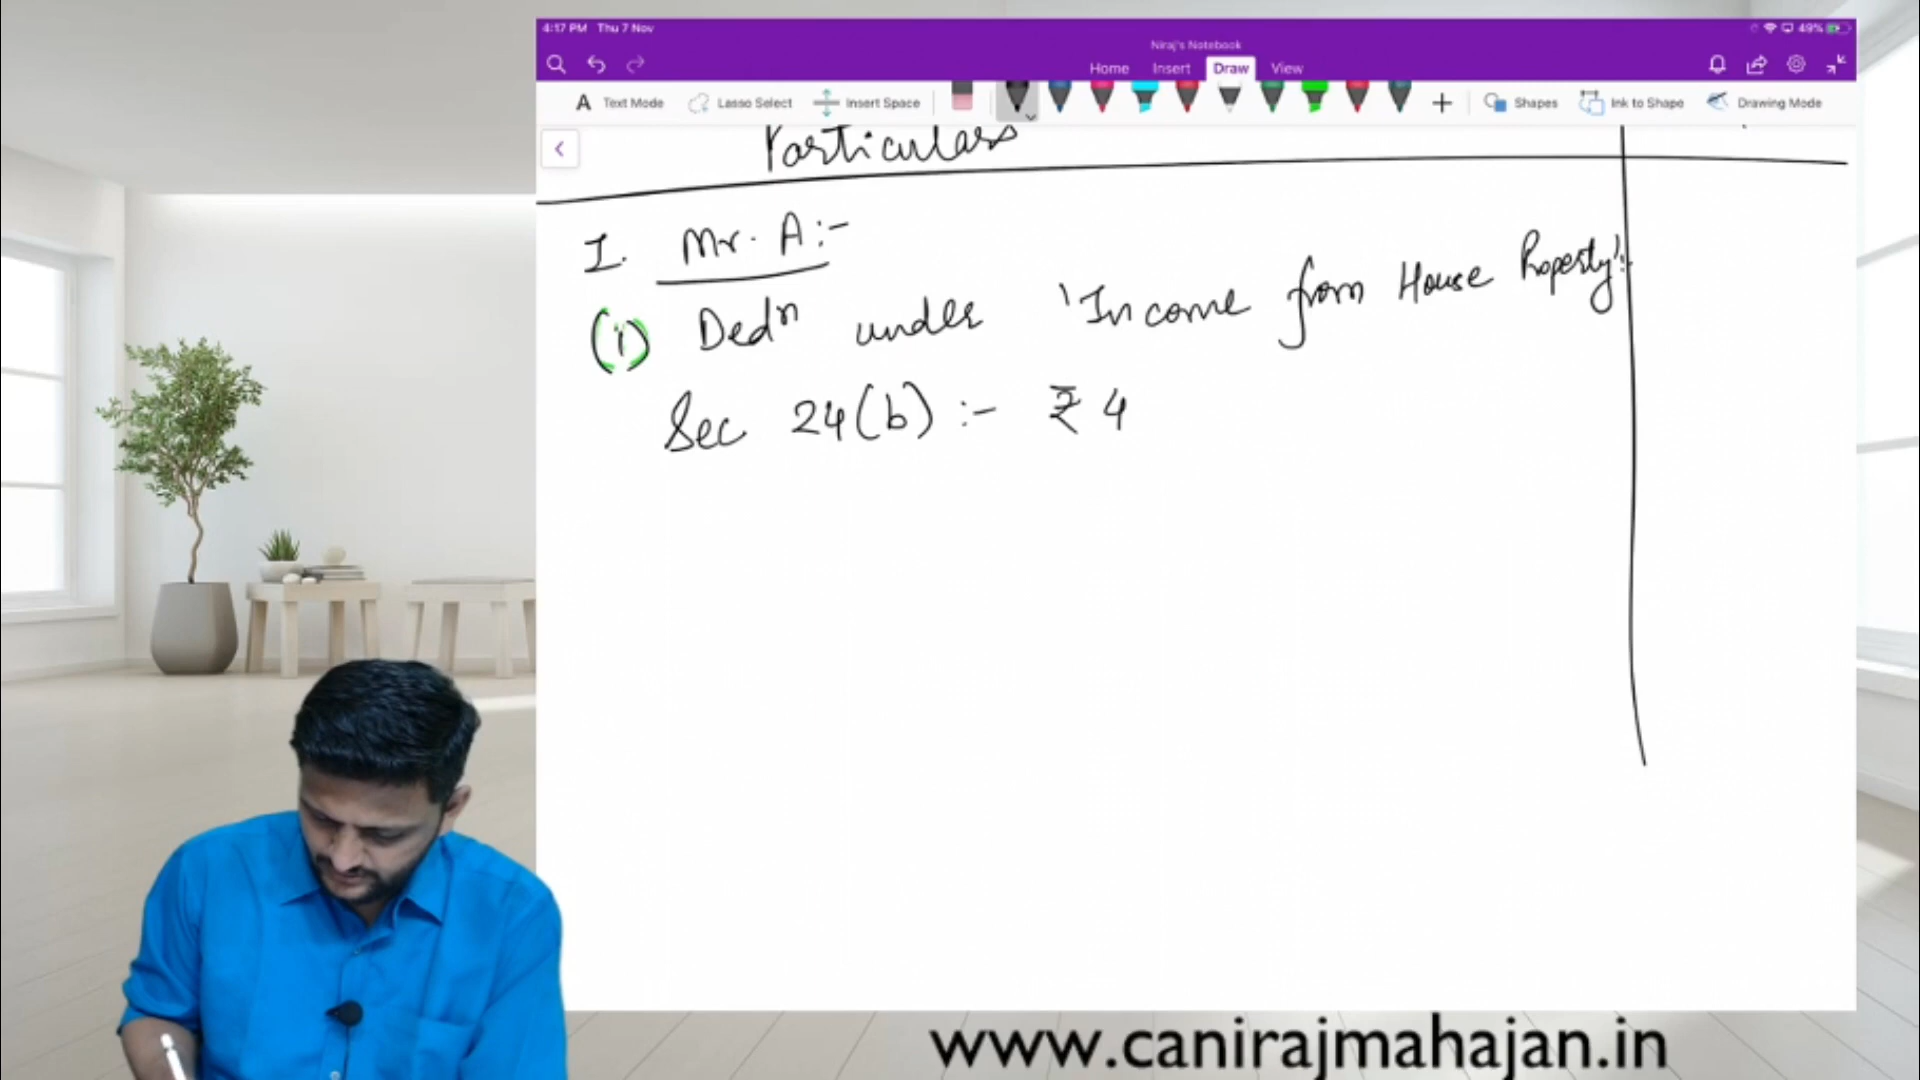 4:17 PM Thu 7 Nov
49%
Niraj's Notebook
Home Insert Draw View
A Text Mode Lasso Select Insert Space Shapes Ink to Shape Drawing Mode
Particulars
I. Mr. A:-
(i) Dedⁿ under 'Income from House Property':
Sec 24(b) :- ₹ 4
www.canirajmahajan.in